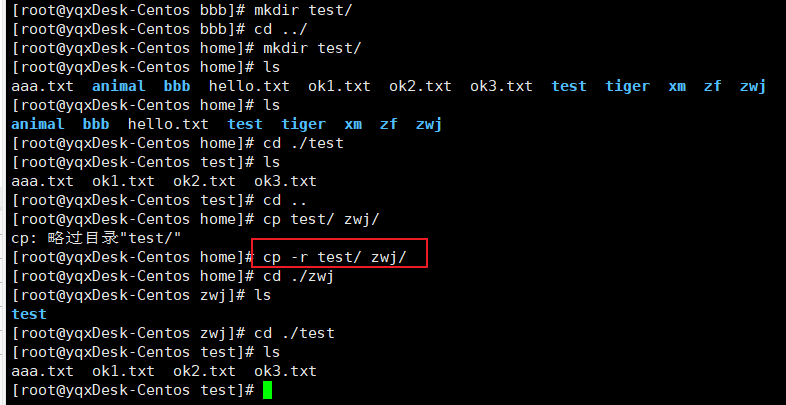 [root@yqxDesk-Centos bbb]# mkdir test/
[root@yqxDesk-Centos bbb]# cd ../
[root@yqxDesk-Centos home]# mkdir test/
[root@yqxDesk-Centos home]# ls
aaa.txt  animal  bbb  hello.txt  ok1.txt  ok2.txt  ok3.txt  test  tiger  xm  zf  zwj
[root@yqxDesk-Centos home]# ls
animal  bbb  hello.txt  test  tiger  xm  zf  zwj
[root@yqxDesk-Centos home]# cd ./test
[root@yqxDesk-Centos test]# ls
aaa.txt  ok1.txt  ok2.txt  ok3.txt
[root@yqxDesk-Centos test]# cd ..
[root@yqxDesk-Centos home]# cp test/ zwj/
cp: 略过目录"test/"
[root@yqxDesk-Centos home]# cp -r test/ zwj/
[root@yqxDesk-Centos home]# cd ./zwj
[root@yqxDesk-Centos zwj]# ls
test
[root@yqxDesk-Centos zwj]# cd ./test
[root@yqxDesk-Centos test]# ls
aaa.txt  ok1.txt  ok2.txt  ok3.txt
[root@yqxDesk-Centos test]#